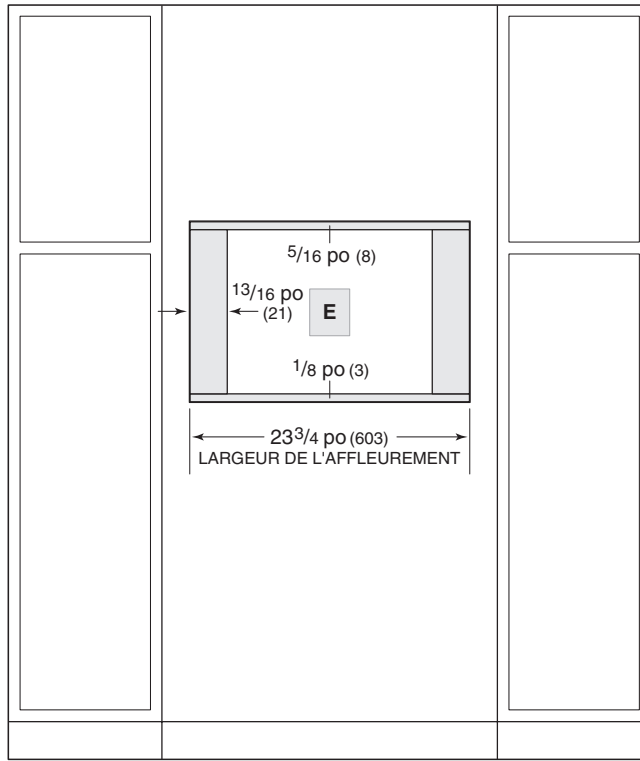 5/16 po (8)
13/16 po
(21)
E
1/8 po (3)
23 3/4 po (603)
LARGEUR DE L'AFFLEUREMENT